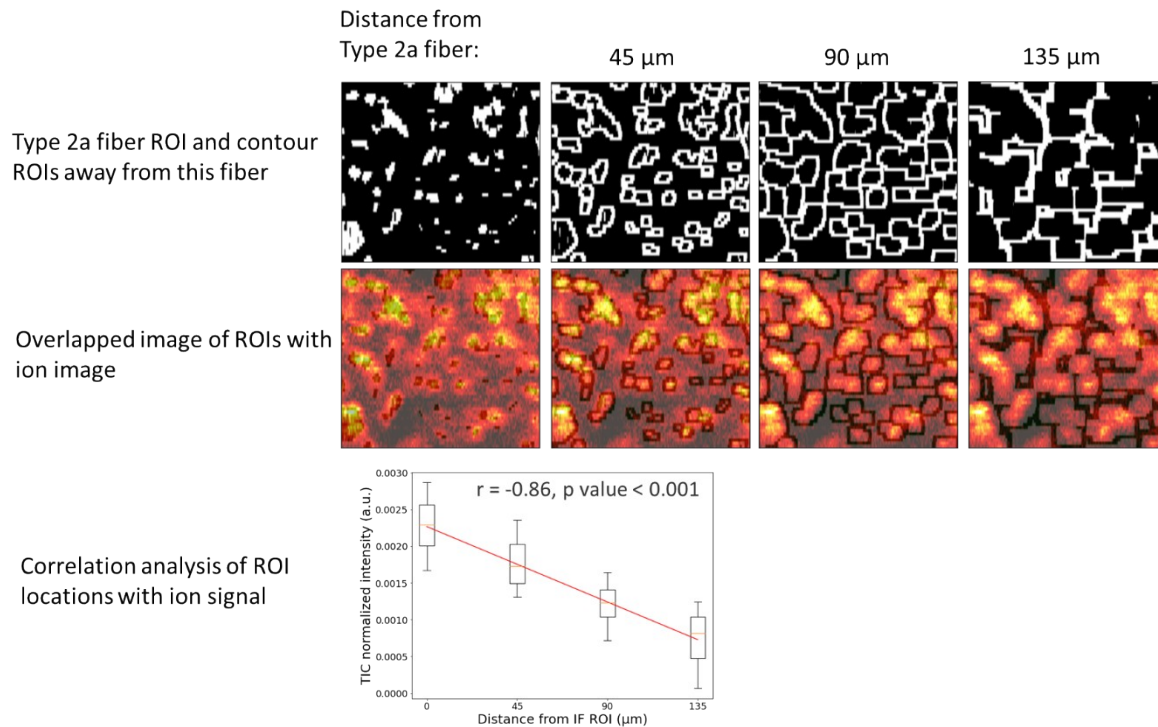 Distance from
Type 2a fiber:
45 µm
90 µm
135 µm
Type 2a fiber ROI and contour
ROIs away from this fiber
Overlapped image of ROIs with
ion image
Correlation analysis of ROI
locations with ion signal
r = -0.86, p value < 0.001
TIC normalized intensity (a.u.)
0.0030
0.0025
0.0020
0.0015
0.0010
0.0005
0.0000
0
45
90
135
Distance from IF ROI (µm)